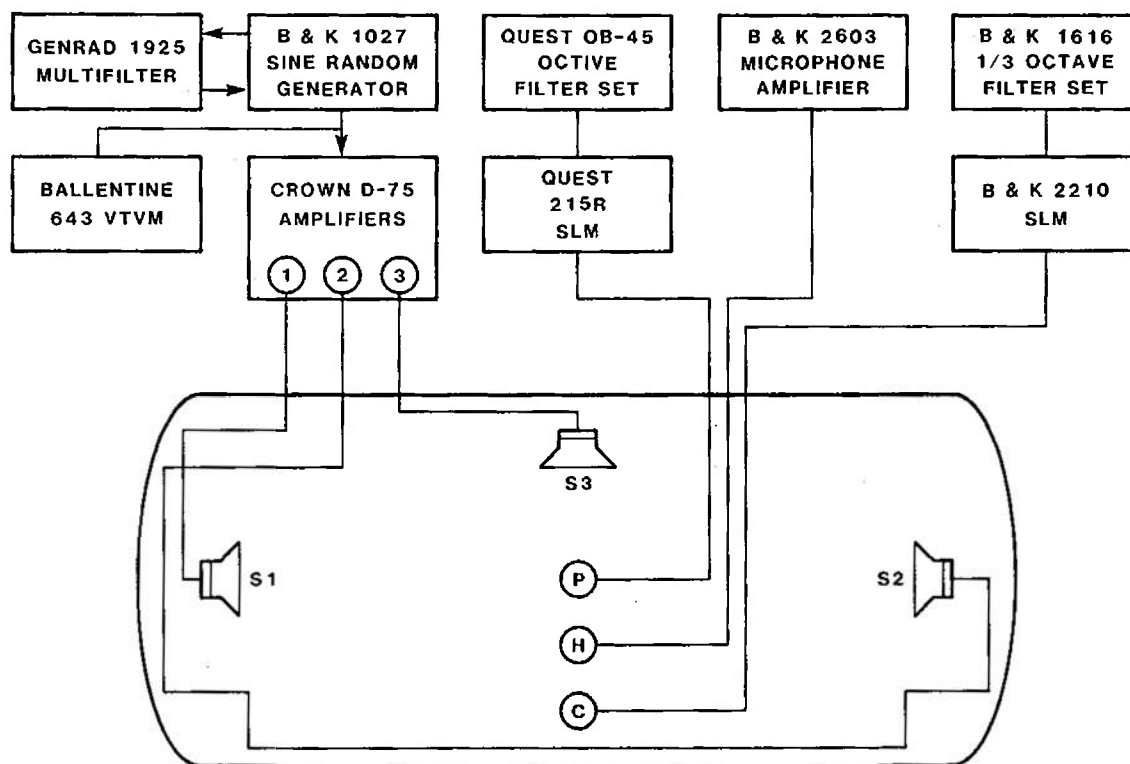 GENRAD 1925
MULTIFILTER
B & K 1027
SINE RANDOM
GENERATOR
QUEST OB-45
OCTIVE
FILTER SET
B & K 2603
MICROPHONE
AMPLIFIER
B & K 1616
1/3 OCTAVE
FILTER SET
BALLENTINE
643 VTVM
CROWN D-75
AMPLIFIERS
1 2 3
QUEST
215R
SLM
B & K 2210
SLM
S3
S1
P
S2
H
C